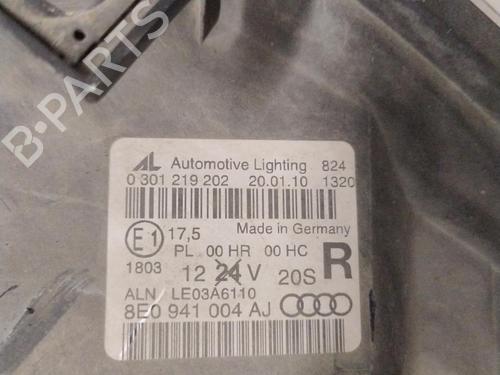 B-PARTS
AL Automotive Lighting 824
0 301 219 202 20.01.10 1320
E1 17,5 Made in Germany
PL 00 HR 00 HC
1803 12 24 V 20S R
ALN LE03A6110
8E0 941 004 AJ